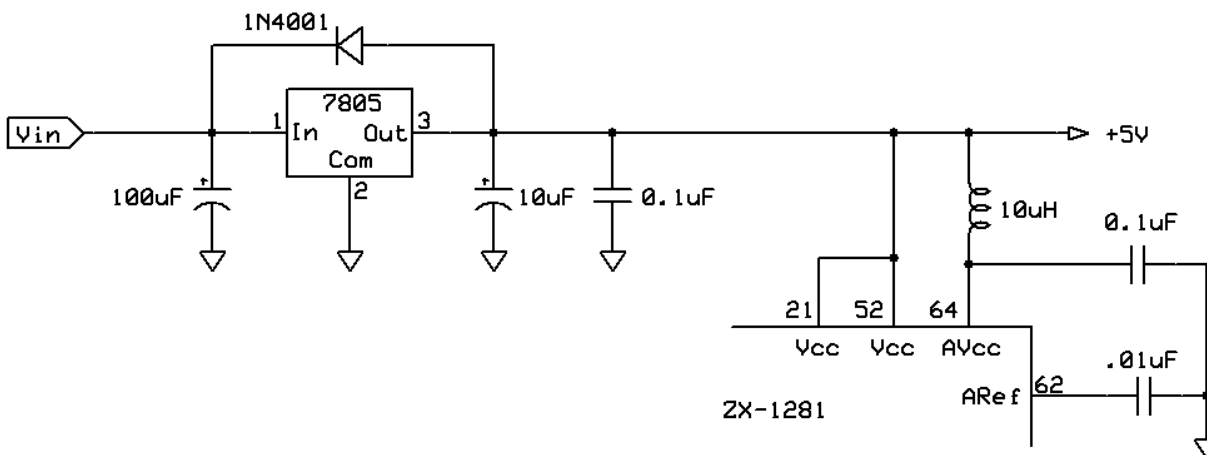 1N4001
7805
Vin
1
In
Out
3
+5V
Com
2
100uF
10uF
0.1uF
10uH
0.1uF
21
52
64
Vcc
Vcc
AVcc
.01uF
ARef
62
ZX-1281